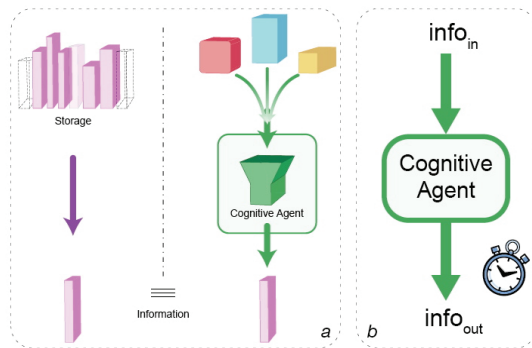 Storage
Cognitive Agent
Information
a
info_in
Cognitive
Agent
info_out
b